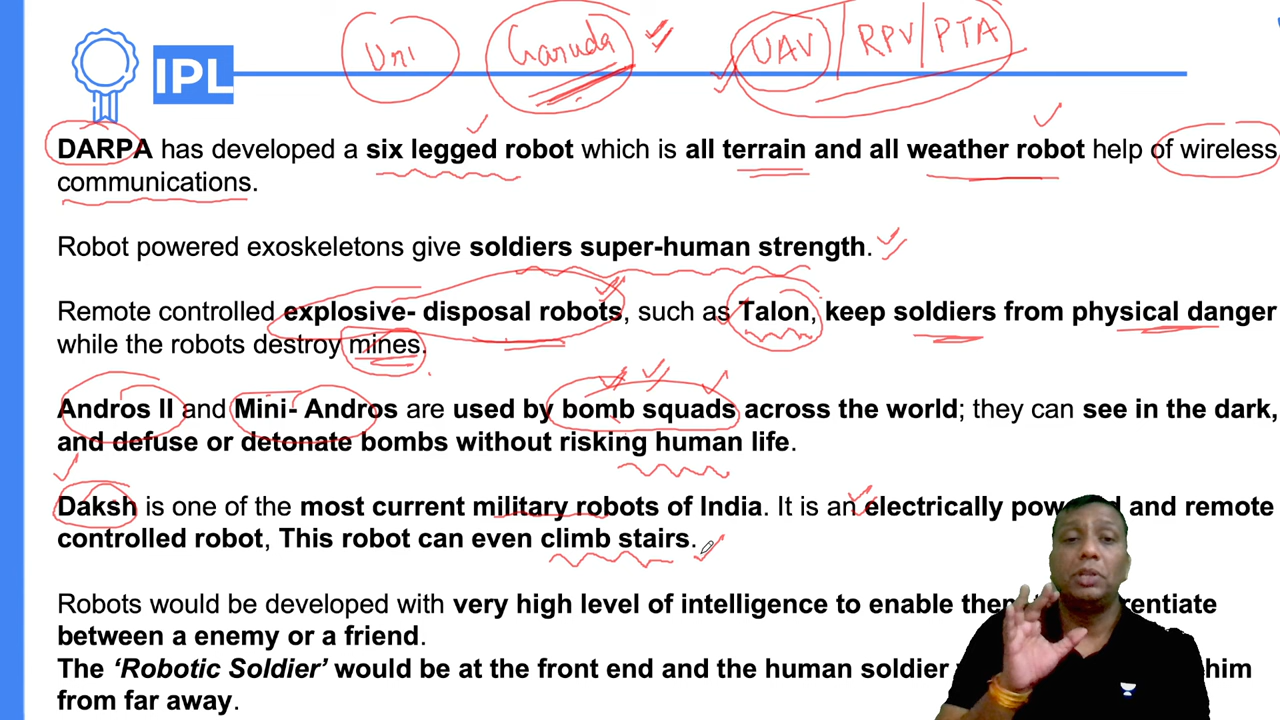 Uni Garuda UAV / RPV / PTA
IPL
DARPA has developed a six legged robot which is all terrain and all weather robot help of wireless
communications.
Robot powered exoskeletons give soldiers super-human strength.
Remote controlled explosive- disposal robots, such as Talon, keep soldiers from physical danger
while the robots destroy mines.
Andros II and Mini- Andros are used by bomb squads across the world; they can see in the dark,
and defuse or detonate bombs without risking human life.
Daksh is one of the most current military robots of India. It is an electrically and remote
controlled robot, This robot can even climb stairs.
Robots would be developed with very high level of intelligence to enable
between a enemy or a friend.
The ‘Robotic Soldier’ would be at the front end and the human soldier him
from far away.